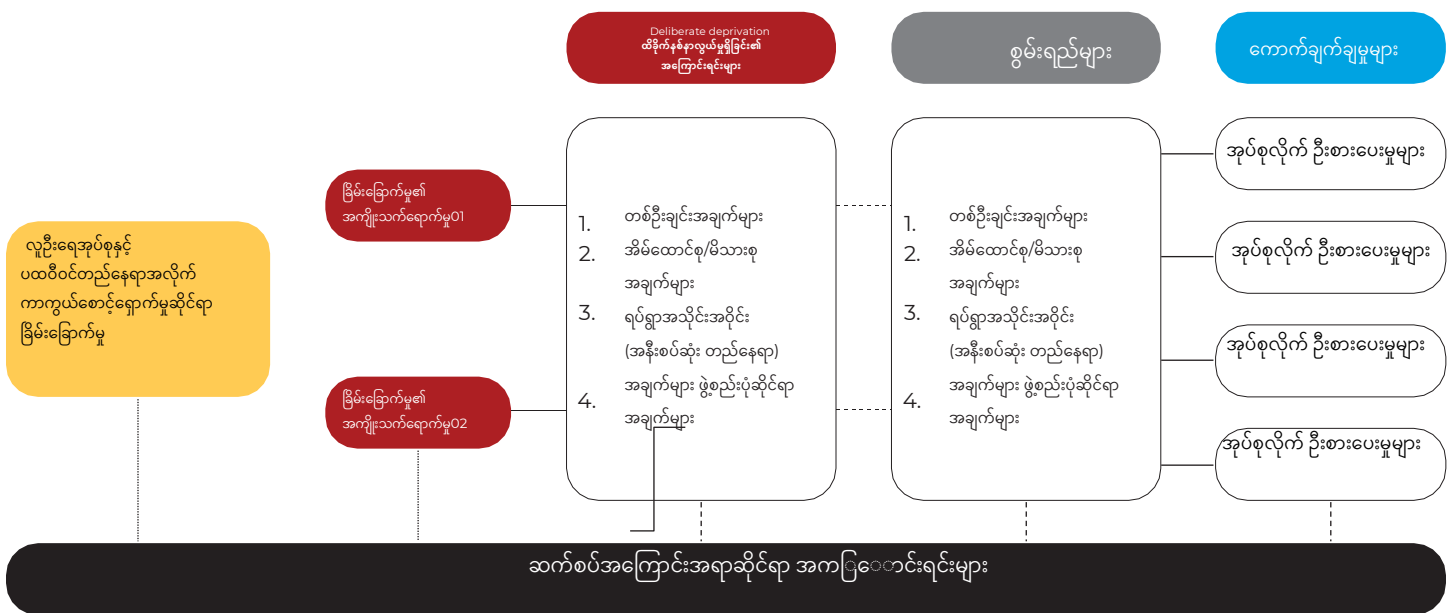 Deliberate deprivation
ထိခိုက်နစ်နာလွယ်မှုရှိခြင်း၏
အကြောင်းရင်းများ
စွမ်းရည်များ
ကောက်ချက်ချမှုများ
လူဦးရေအုပ်စုနှင့်
ပထဝီဝင်တည်နေရာအလိုက်
ကာကွယ်စောင့်ရှောက်မှုဆိုင်ရာ
ခြိမ်းခြောက်မှု
ခြိမ်းခြောက်မှု၏
အကျိုးသက်ရောက်မှု01
ခြိမ်းခြောက်မှု၏
အကျိုးသက်ရောက်မှု02
1. တစ်ဦးချင်းအချက်များ
2. အိမ်ထောင်စု/မိသားစု
အချက်များ
3. ရပ်ရွာအသိုင်းအဝိုင်း
(အနီးစပ်ဆုံး တည်နေရာ)
အချက်များ ဖွဲ့စည်းပုံဆိုင်ရာ
4. အချက်များ
1. တစ်ဦးချင်းအချက်များ
2. အိမ်ထောင်စု/မိသားစု
အချက်များ
3. ရပ်ရွာအသိုင်းအဝိုင်း
(အနီးစပ်ဆုံး တည်နေရာ)
အချက်များ ဖွဲ့စည်းပုံဆိုင်ရာ
4. အချက်များ
အုပ်စုလိုက် ဦးစားပေးမှုများ
အုပ်စုလိုက် ဦးစားပေးမှုများ
အုပ်စုလိုက် ဦးစားပေးမှုများ
အုပ်စုလိုက် ဦးစားပေးမှုများ
ဆက်စပ်အကြောင်းအရာဆိုင်ရာ အကြောင်းရင်းများ